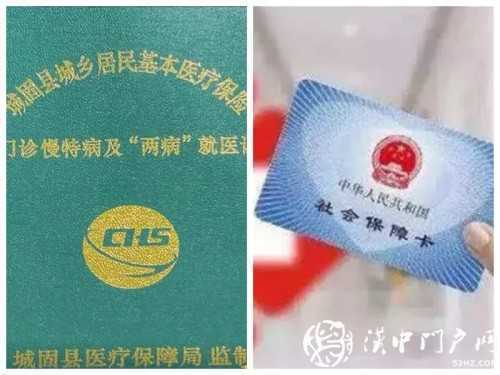 城固县城乡居民基本医疗保险
门诊慢特病及“两病”就医
CHS
城固县医疗保障局 监制
中华人民共和国
社会保障卡
汉中门户网
53HZ.COM